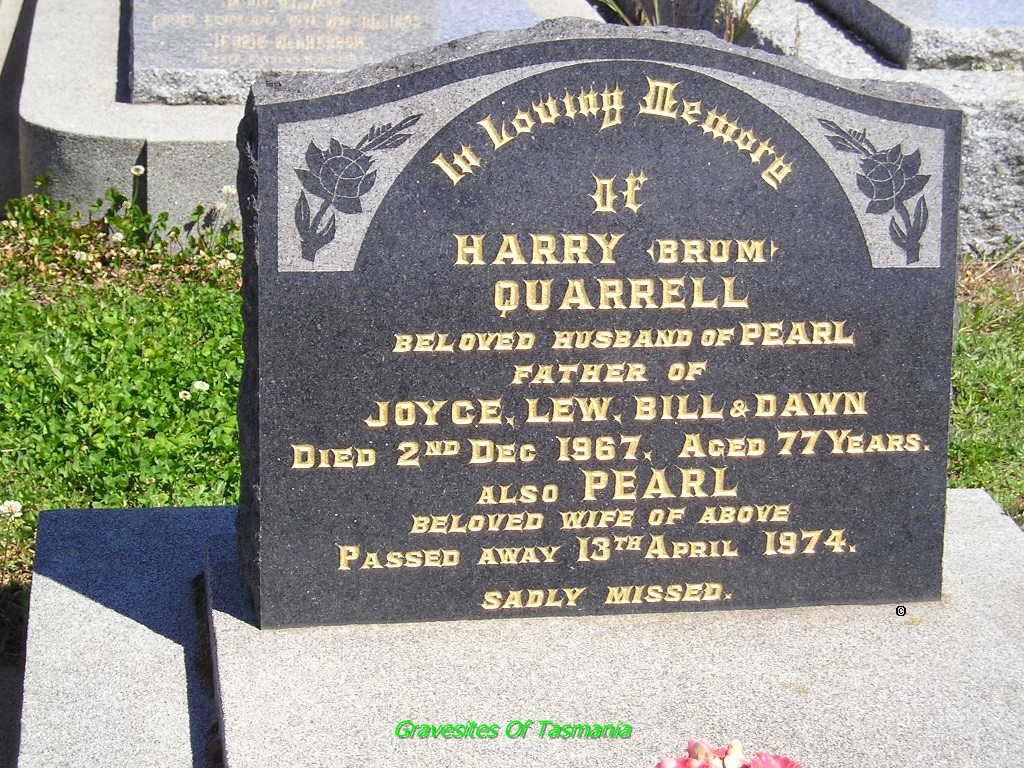 In Loving Memory
Of
HARRY (BRUM)
QUARRELL
BELOVED HUSBAND OF PEARL
FATHER OF
JOYCE, LEW, BILL & DAWN
DIED 2ND DEC 1967. AGED 77 YEARS.
ALSO PEARL
BELOVED WIFE OF ABOVE
PASSED AWAY 13TH APRIL 1974.
SADLY MISSED.
©
Gravesites Of Tasmania